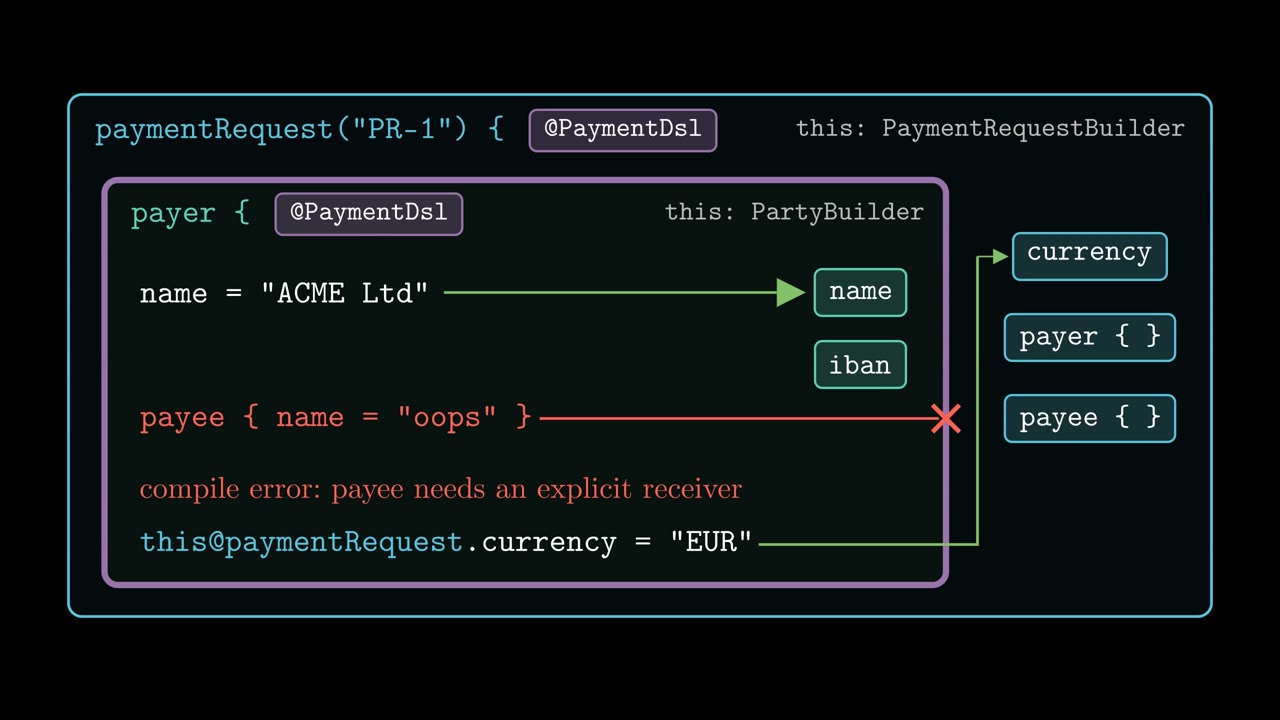 paymentRequest("PR-1") { @PaymentDsl this: PaymentRequestBuilder
payer { @PaymentDsl this: PartyBuilder
currency
name = "ACME Ltd" name
payer { }
iban
payee { name = "oops" } payee { }
compile error: payee needs an explicit receiver
this@paymentRequest.currency = "EUR"